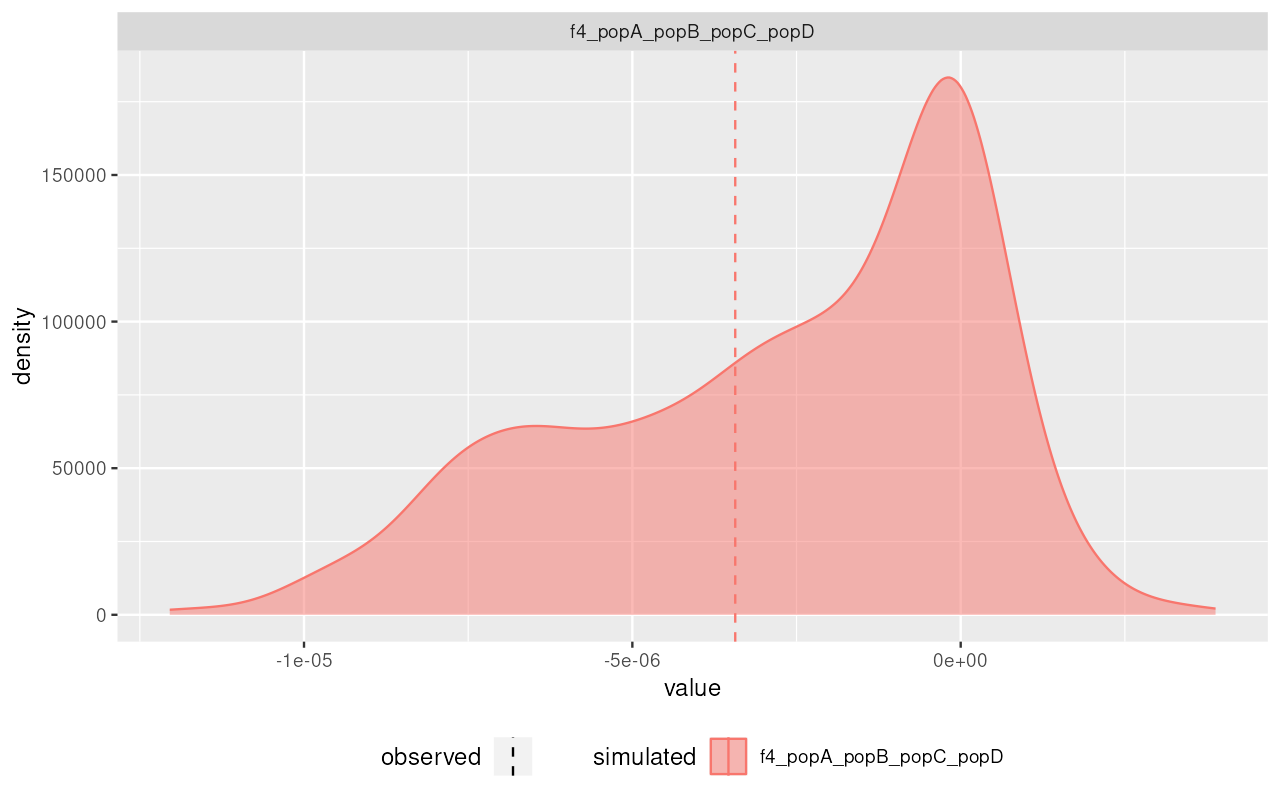 f4_popA_popB_popC_popD
150000
100000
50000
0
density
-1e-05 -5e-06 0e+00
value
observed simulated f4_popA_popB_popC_popD